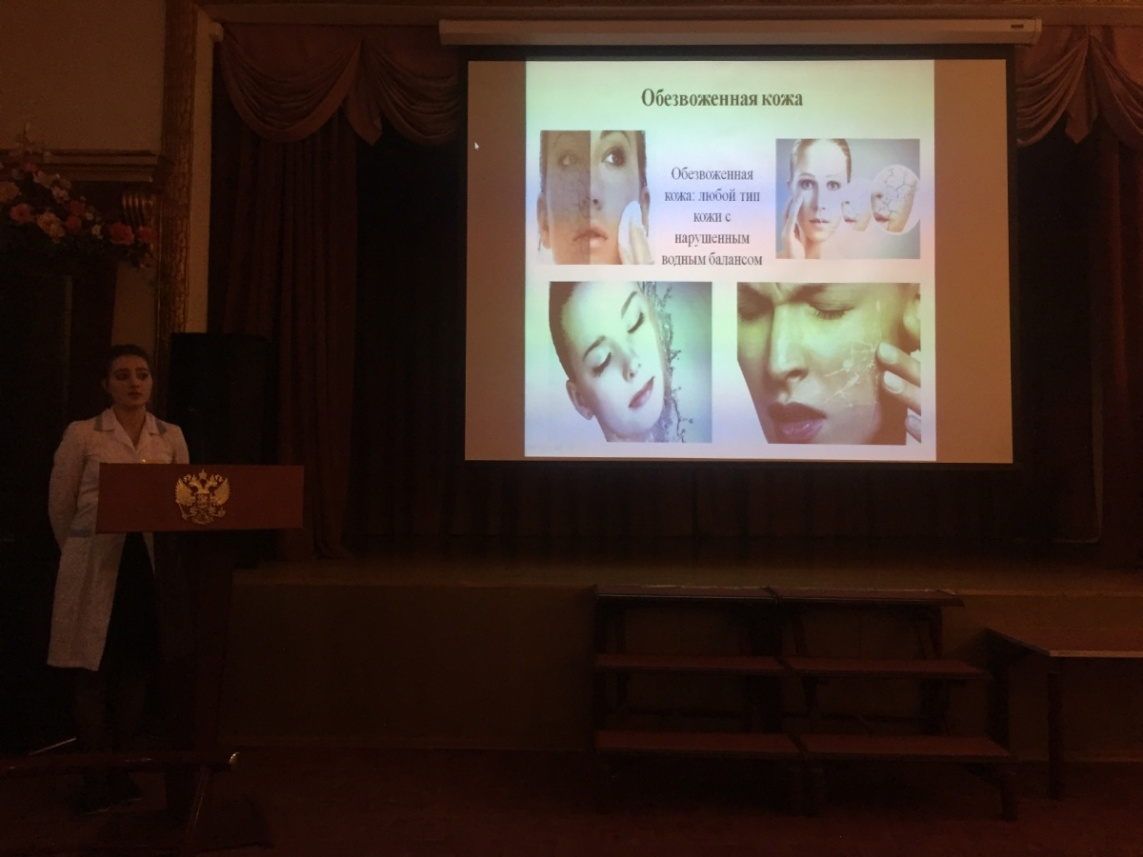 Обезвоженная кожа
Обезвоженная
кожа: любой тип
кожи с
нарушенным
водным балансом